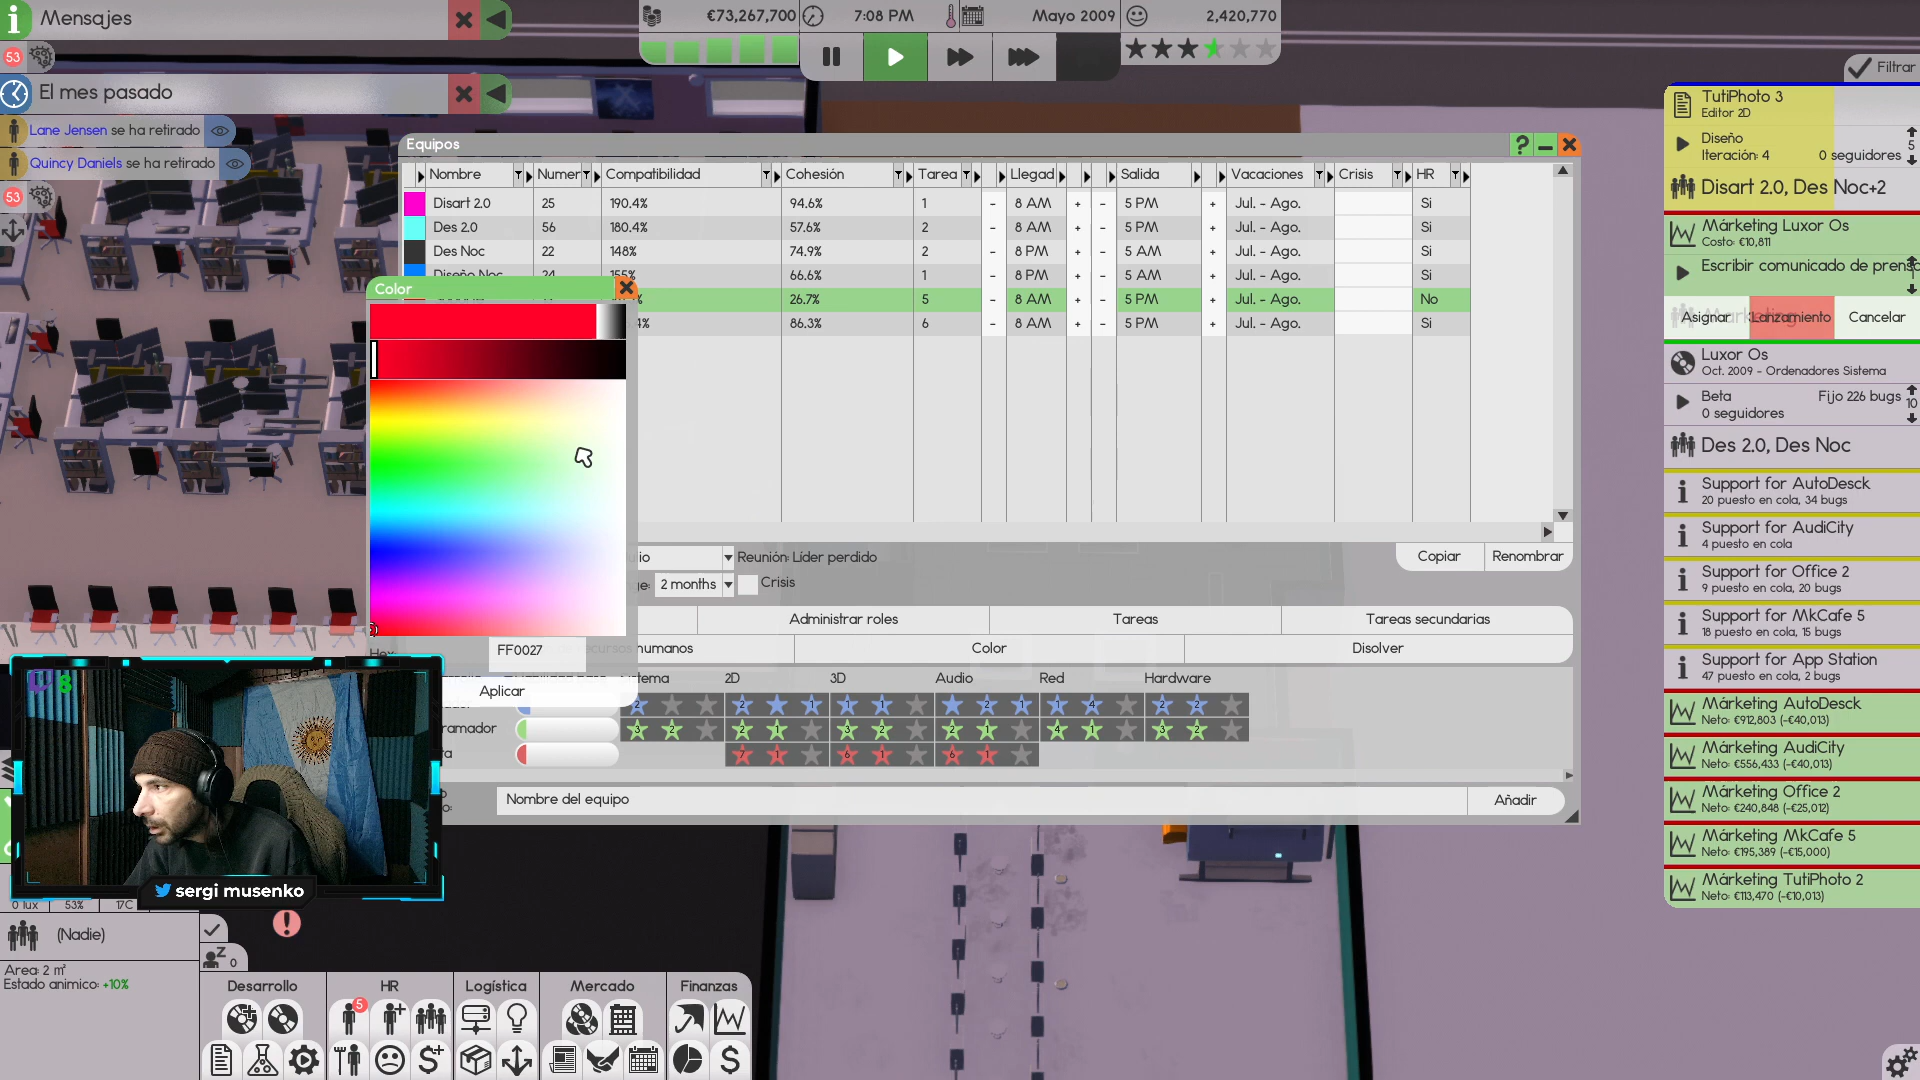 Mensajes
€73,267,700
7:08 PM
Mayo 2009
2,420,770
53
El mes pasado
Lane Jensen se ha retirado
Quincy Daniels se ha retirado
53
Filtrar
Equipos
Nombre
Numer
Compatibilidad
Cohesión
Tarea
Llegad
Salida
Vacaciones
Crisis
HR
Disart 2.0 25 190.4% 94.6% 1 - 8 AM + - 5 PM + Jul. - Ago. Si
Des 2.0 56 180.4% 57.6% 2 - 8 AM + - 5 PM + Jul. - Ago. Si
Des Noc 22 148% 74.9% 2 - 8 PM + - 5 AM + Jul. - Ago. Si
Diseño Noc 24 155% 66.6% 1 - 8 PM + - 5 AM + Jul. - Ago. Si
26.7% 5 - 8 AM + - 5 PM + Jul. - Ago. No
4% 86.3% 6 - 8 AM + - 5 PM + Jul. - Ago. Si
Color
FF0027
Aplicar
Reunión: Líder perdido
Copiar
Renombrar
2 months
Crisis
Administrar roles
Tareas
Tareas secundarias
humanos
Color
Disolver
2D
3D
Audio
Red
Hardware
Nombre del equipo
Añadir
TutiPhoto 3
Editor 2D
Diseño
Iteración: 4
0 seguidores
5
Disart 2.0, Des Noc+2
Márketing Luxor Os
Costo: €10,811
Escribir comunicado de prensa
Asignar
Lanzamiento
Cancelar
Luxor Os
Oct. 2009 - Ordenadores Sistema
Beta
Fijo 226 bugs
0 seguidores
10
Des 2.0, Des Noc
Support for AutoDesck
20 puesto en cola, 34 bugs
Support for AudiCity
4 puesto en cola
Support for Office 2
9 puesto en cola, 20 bugs
Support for MkCafe 5
18 puesto en cola, 15 bugs
Support for App Station
47 puesto en cola, 2 bugs
Márketing AutoDesck
Neto: €912,803 (-€40,013)
Márketing AudiCity
Neto: €556,433 (-€40,013)
Márketing Office 2
Neto: €240,848 (-€25,012)
Márketing MkCafe 5
Neto: €195,389 (-€15,000)
Márketing TutiPhoto 2
Neto: €113,470 (-€10,013)
8
sergi musenko
0 lux
53%
17C
(Nadie)
0
Area: 2 m²
Estado animico: +10%
Desarrollo
HR
Logística
Mercado
Finanzas
5